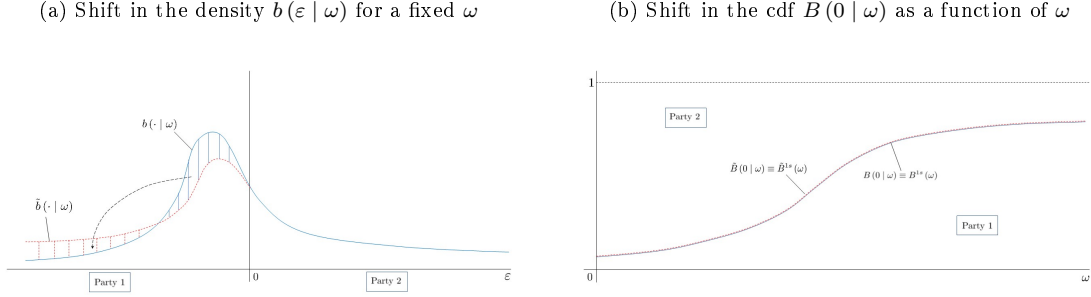 (a) Shift in the density b (ε | ω) for a fixed ω
b (· | ω)
b̃ (· | ω)
0
ε
Party 1
Party 2
(b) Shift in the cdf B (0 | ω) as a function of ω
1
Party 2
B̃ (0 | ω) ≡ B̃¹ˢ (ω)
B (0 | ω) ≡ B¹ˢ (ω)
Party 1
0
ω